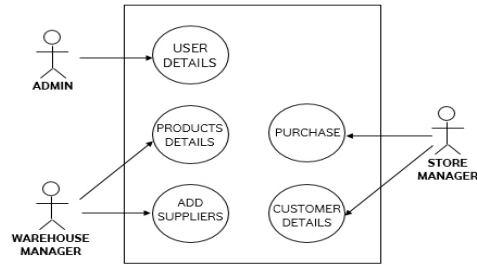 USER
DETAILS
ADMIN
PRODUCTS
DETAILS
PURCHASE
STORE
MANAGER
ADD
SUPPLIERS
CUSTOMER
DETAILS
WAREHOUSE
MANAGER